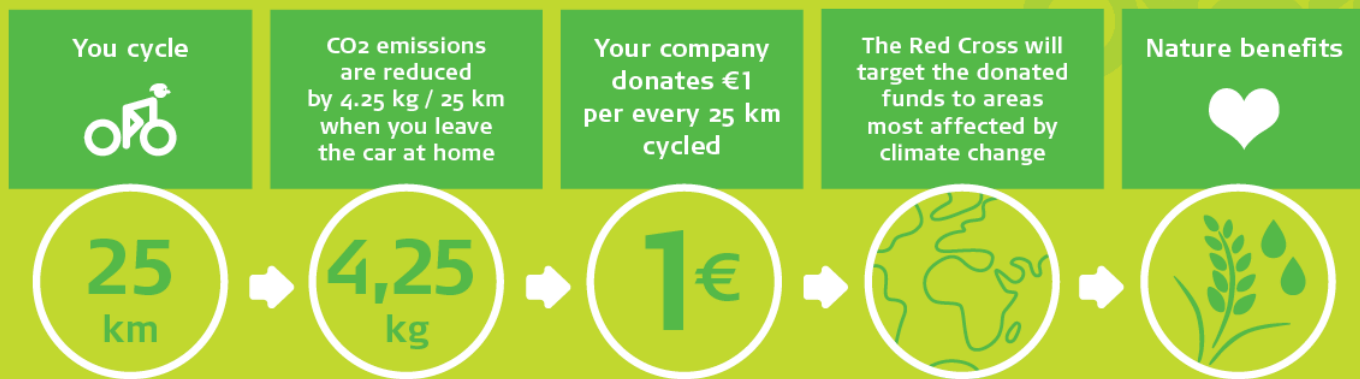 You cycle
CO2 emissions
are reduced
by 4.25 kg / 25 km
when you leave
the car at home
Your company
donates €1
per every 25 km
cycled
The Red Cross will
target the donated
funds to areas
most affected by
climate change
Nature benefits
25
km
4,25
kg
1€